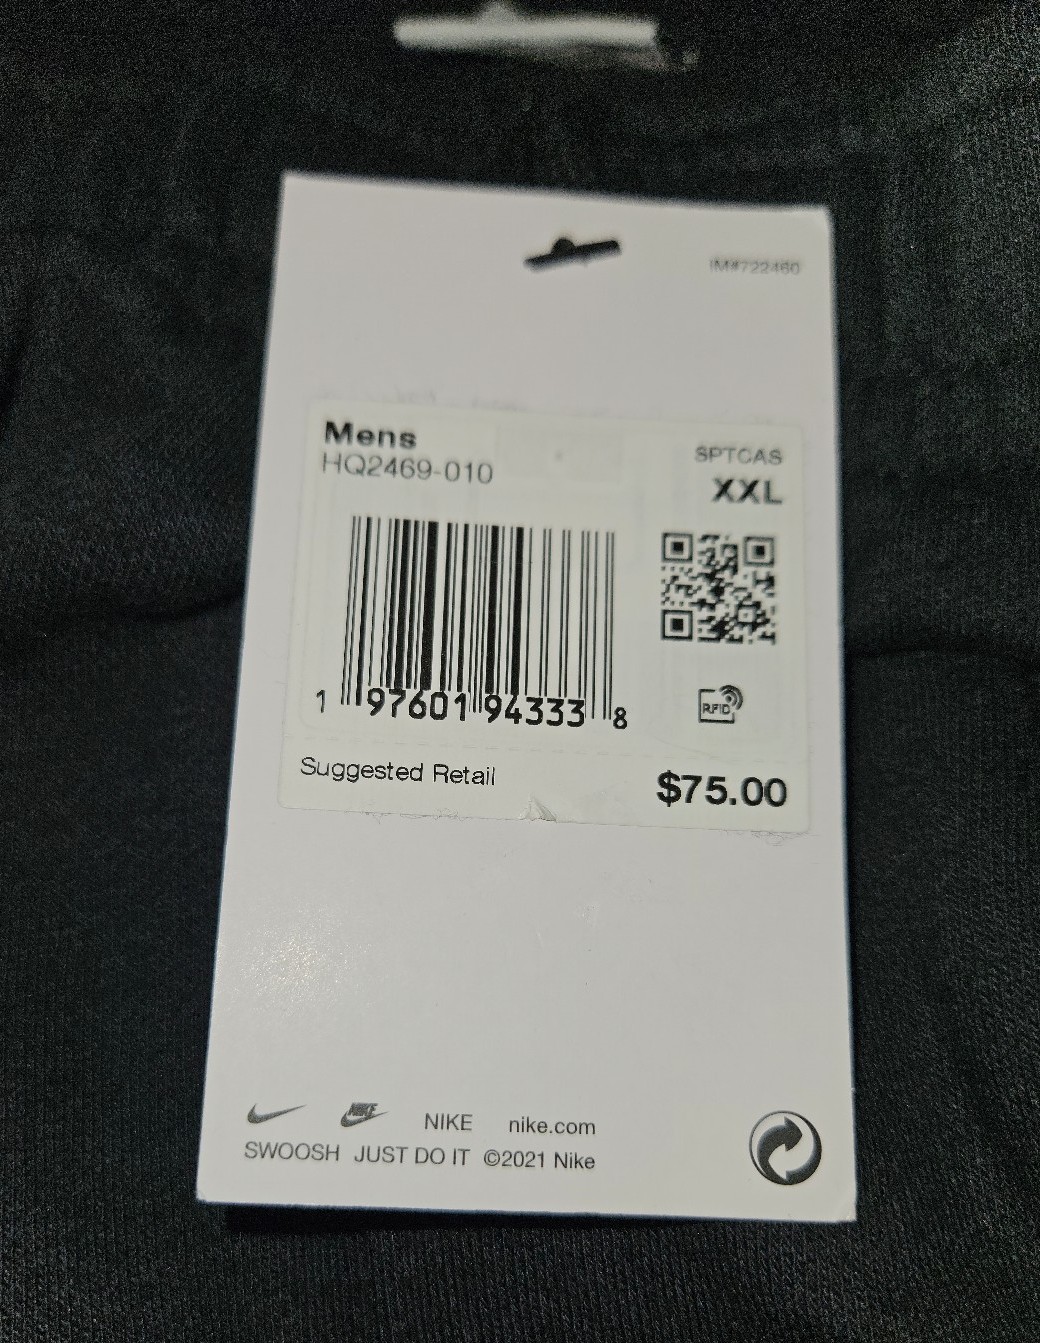 IM#722460
Mens
HQ2469-010
SPTCAS
XXL
1 97601 94333 8
RFID
Suggested Retail
$75.00
NIKE NIKE nike.com
SWOOSH JUST DO IT ©2021 Nike